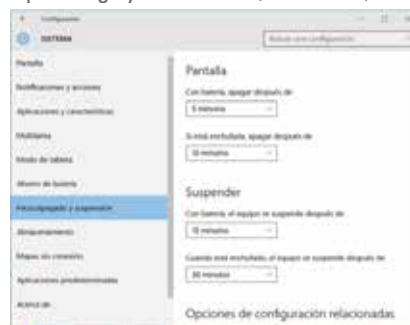 Configuración
SISTEMA
Buscar una configuración
Pantalla
Notificaciones y acciones
Aplicaciones y características
Multitarea
Modo de tableta
Ahorro de batería
Inicio/apagado y suspensión
Almacenamiento
Mapas sin conexión
Aplicaciones predeterminadas
Acerca de
Pantalla
Con batería, apagar después de
5 minutos
Si está enchufado, apagar después de
10 minutos
Suspender
Con batería, el equipo se suspende después de
15 minutos
Cuando está enchufado, el equipo se suspende después de
30 minutos
Opciones de configuración relacionadas